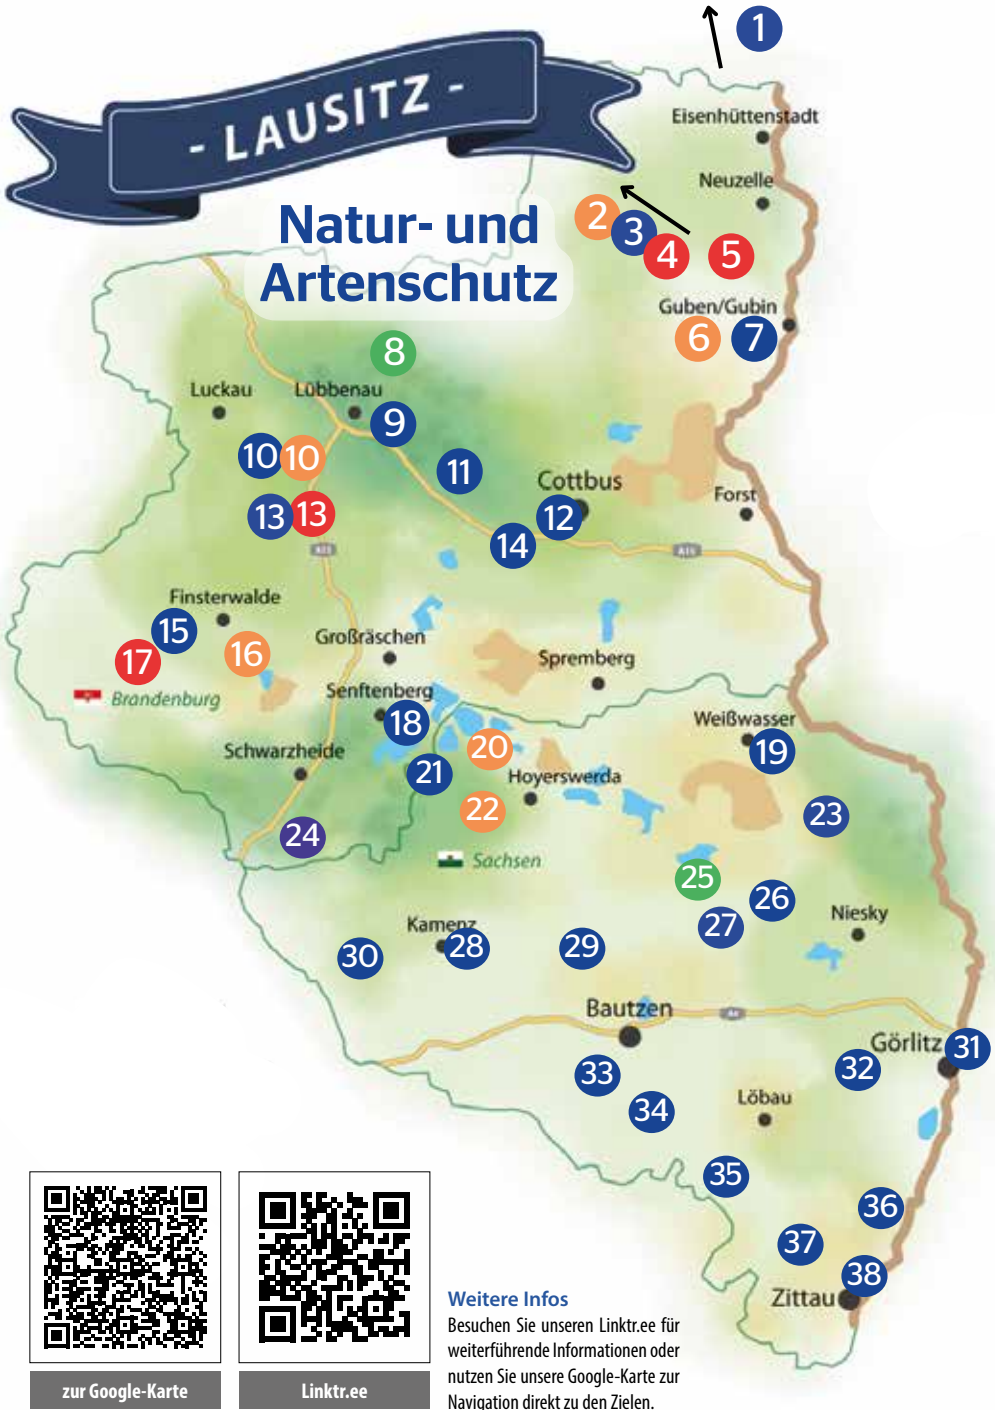 1
- LAUSITZ -
Eisenhüttenstadt
Neuzelle
Natur- und
Artenschutz
2
3
4
5
Guben/Gubin
6
7
8
Luckau
Lübbenau
9
10
10
11
Cottbus
12
Forst
13
13
14
A13
A15
Finsterwalde
15
16
17
Großräschen
Spremberg
Brandenburg
Senftenberg
18
Weißwasser
19
20
Schwarzheide
21
Hoyerswerda
22
23
24
Sachsen
25
26
Niesky
27
Kamenz
28
29
30
Bautzen
A4
Görlitz
31
32
33
34
Löbau
35
36
37
38
Zittau
Weitere Infos
Besuchen Sie unseren Linktr.ee für
weiterführende Informationen oder
nutzen Sie unsere Google-Karte zur
Navigation direkt zu den Zielen.
zur Google-Karte
Linktr.ee